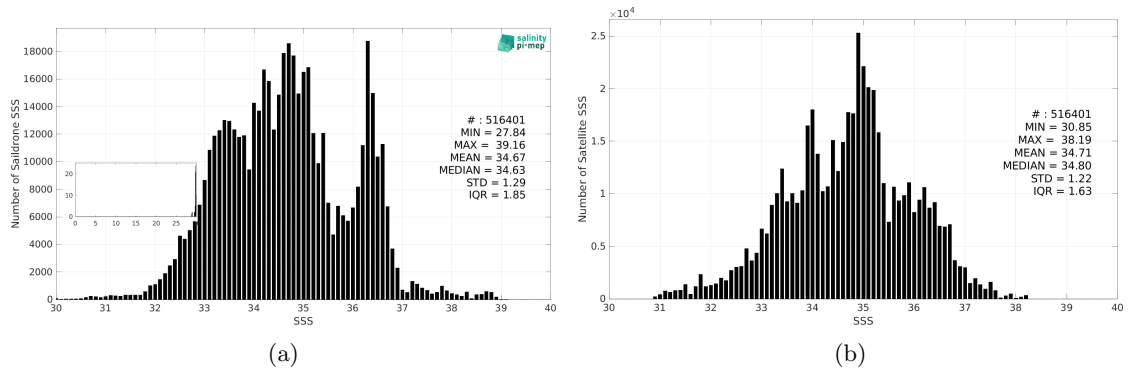 salinity
pi-mep
Number of Saildrone SSS
18000
16000
14000
12000
10000
8000
6000
4000
2000
0
# : 516401
MIN = 27.84
MAX = 39.16
MEAN = 34.67
MEDIAN = 34.63
STD = 1.29
IQR = 1.85
20
10
0
0 5 10 15 20 25
30 31 32 33 34 35 36 37 38 39 40
SSS
(a)
×10⁴
Number of Satellite SSS
2.5
2
1.5
1
0.5
0
# : 516401
MIN = 30.85
MAX = 38.19
MEAN = 34.71
MEDIAN = 34.80
STD = 1.22
IQR = 1.63
30 31 32 33 34 35 36 37 38 39 40
SSS
(b)